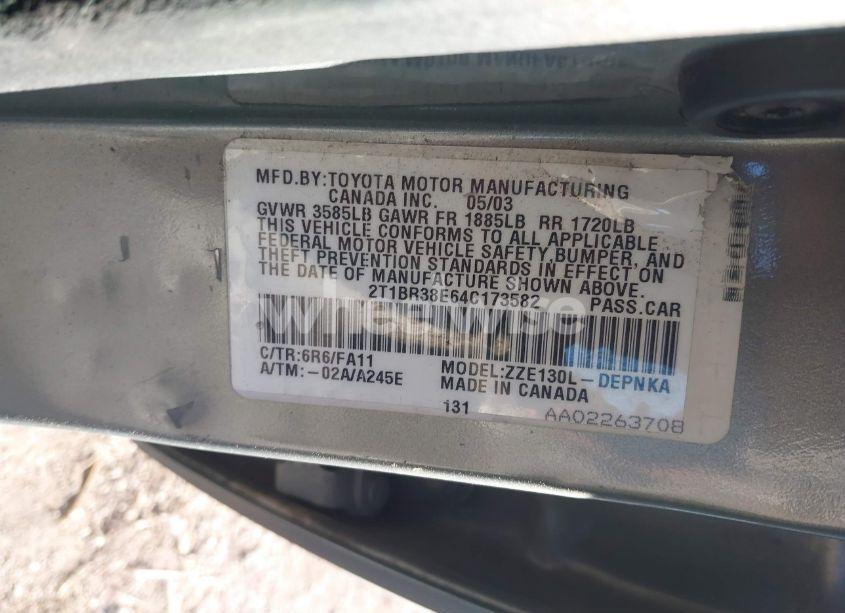 MFD.BY:TOYOTA MOTOR MANUFACTURING
CANADA INC. 05/03
GVWR 3585LB GAWR FR 1885LB RR 1720LB
THIS VEHICLE CONFORMS TO ALL APPLICABLE
FEDERAL MOTOR VEHICLE SAFETY,BUMPER, AND
THEFT PREVENTION STANDARDS IN EFFECT ON
THE DATE OF MANUFACTURE SHOWN ABOVE.
2T1BR38E64C173582 PASS.CAR
wheelwise
C/TR:6R6/FA11 MODEL:ZZE130L-DEPNKA
A/TM:-02A/A245E MADE IN CANADA
131 AA02263708